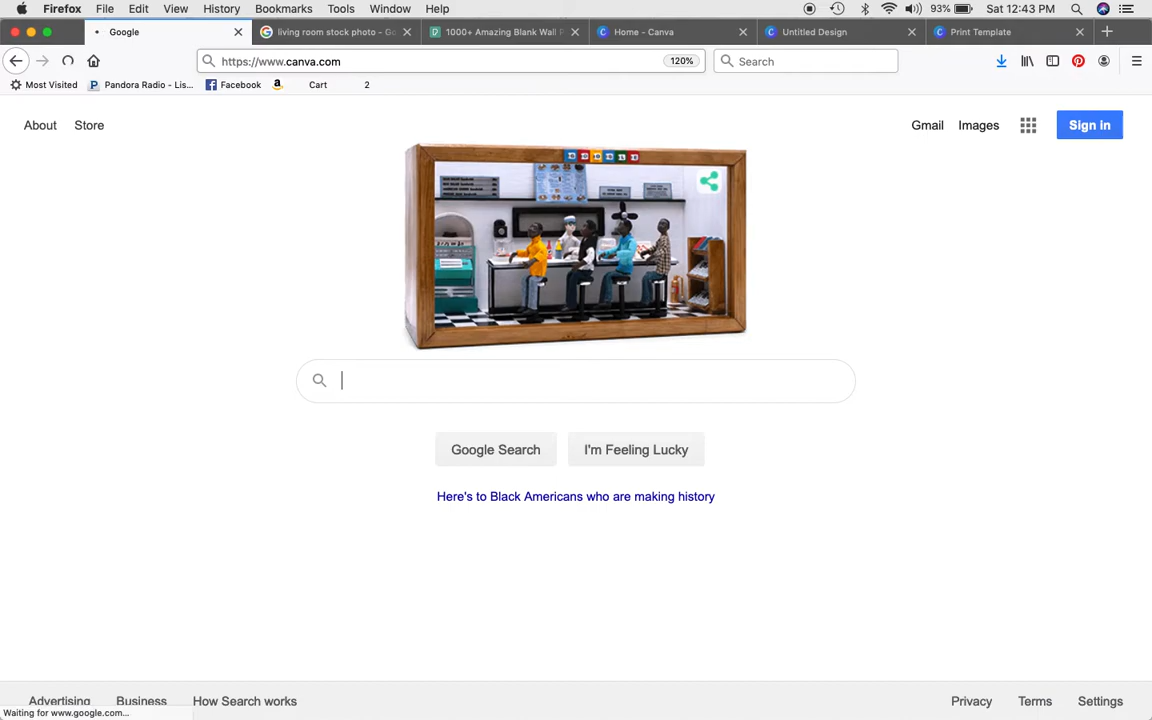 Firefox File Edit View History Bookmarks Tools Window Help 93% Sat 12:43 PM
Google living room stock photo - Go 1000+ Amazing Blank Wall P Home - Canva Untitled Design Print Template
https://www.canva.com 120% Search
Most Visited Pandora Radio - Lis... Facebook Cart 2
About Store Gmail Images Sign in
Google Search I'm Feeling Lucky
Here's to Black Americans who are making history
Advertising Business How Search works Privacy Terms Settings
Waiting for www.google.com...